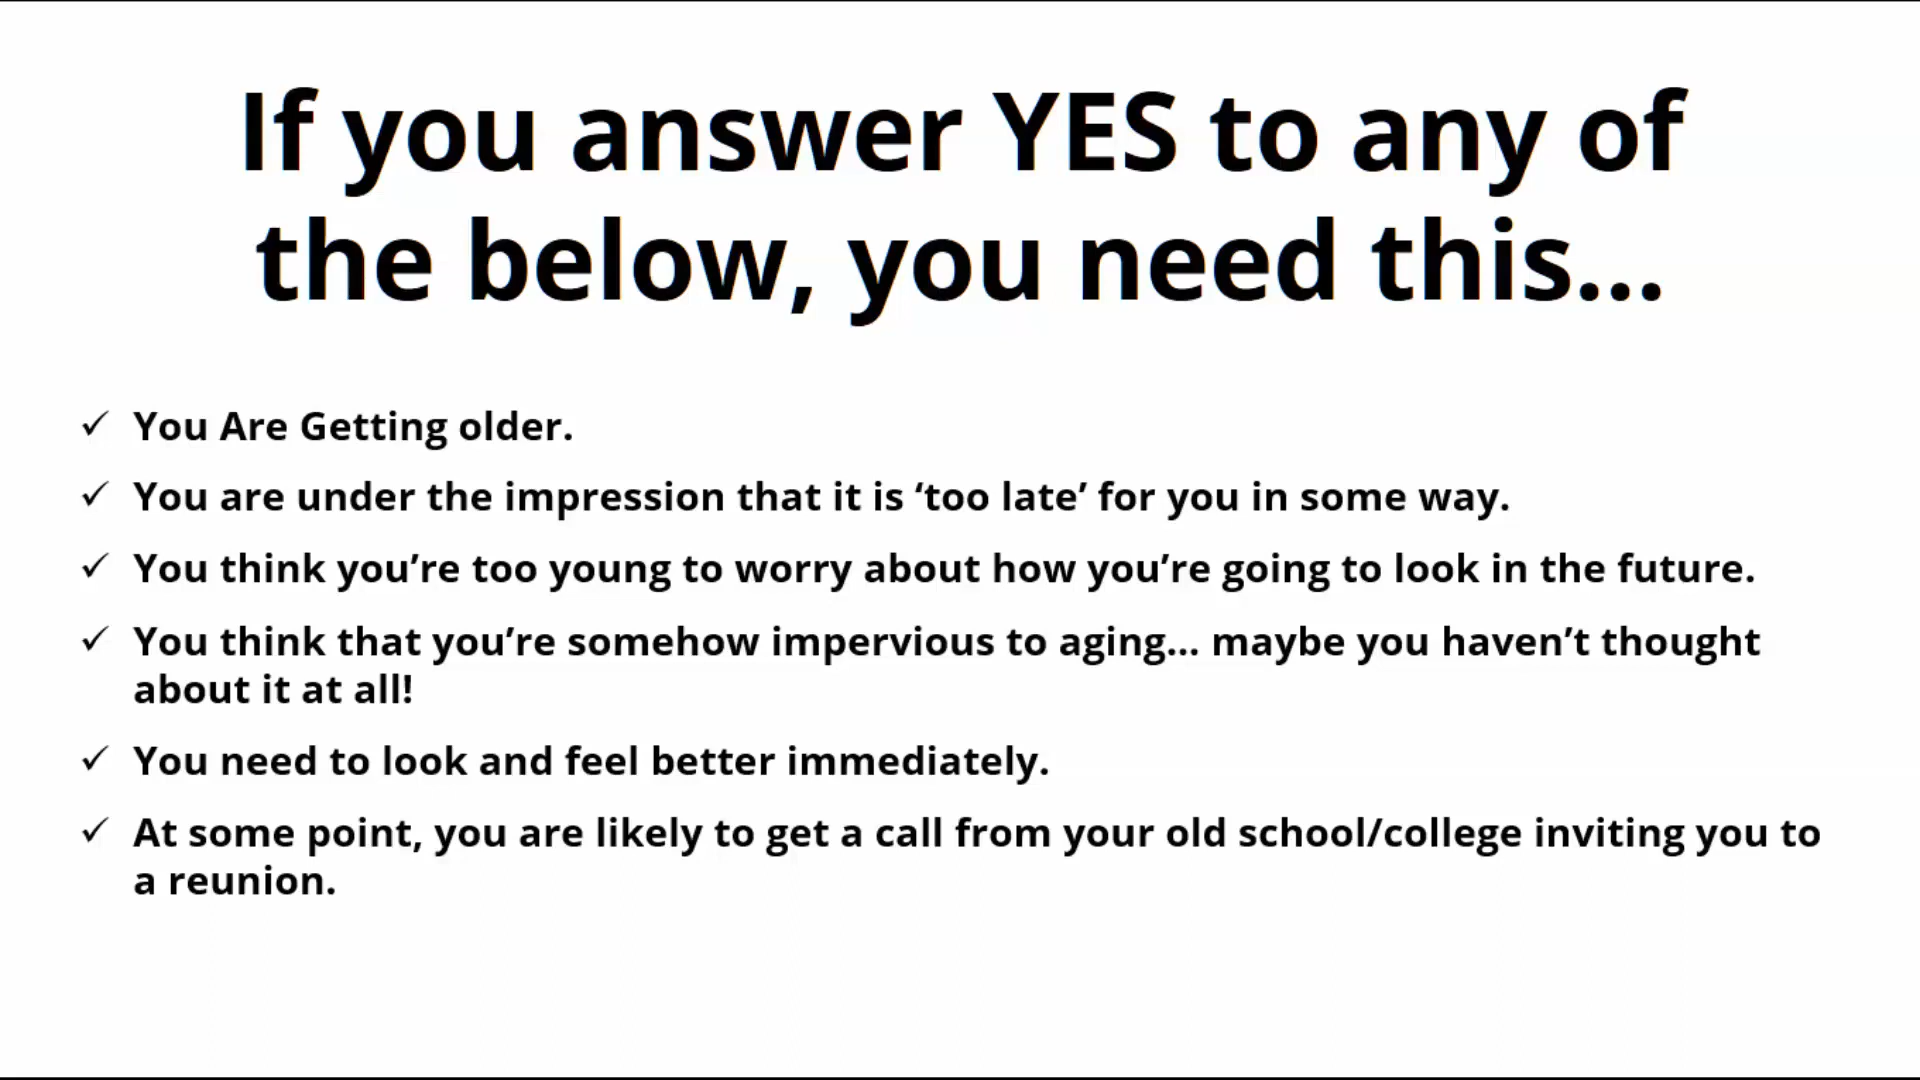 If you answer YES to any of
the below, you need this...
✓ You Are Getting older.
✓ You are under the impression that it is ‘too late’ for you in some way.
✓ You think you’re too young to worry about how you’re going to look in the future.
✓ You think that you’re somehow impervious to aging... maybe you haven’t thought
about it at all!
✓ You need to look and feel better immediately.
✓ At some point, you are likely to get a call from your old school/college inviting you to
a reunion.